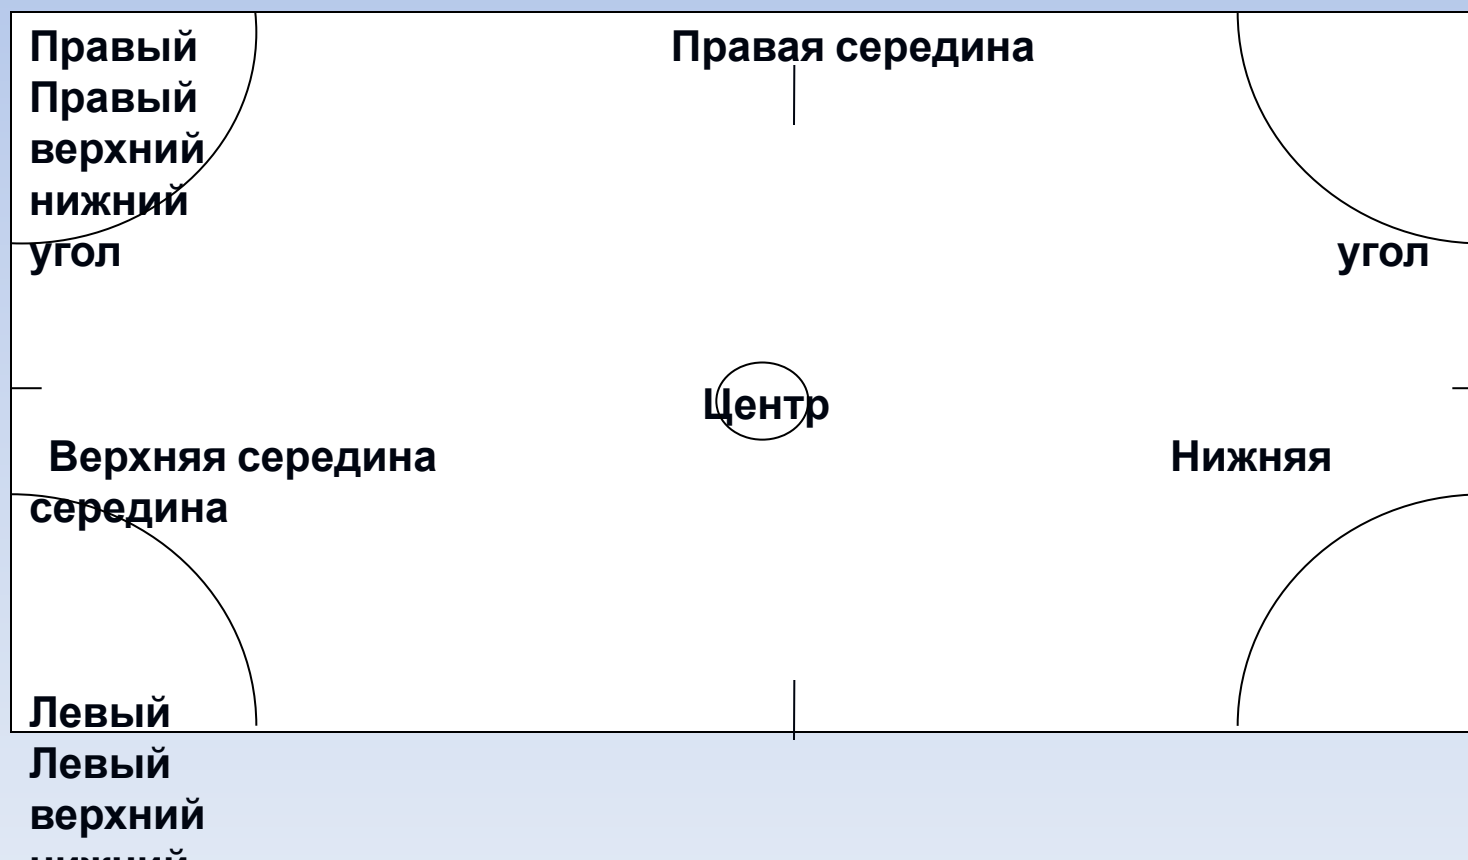 Правый Правая середина
Правый
верхний
нижний
угол угол
Центр
Верхняя середина Нижняя
середина
Левый
Левый
верхний